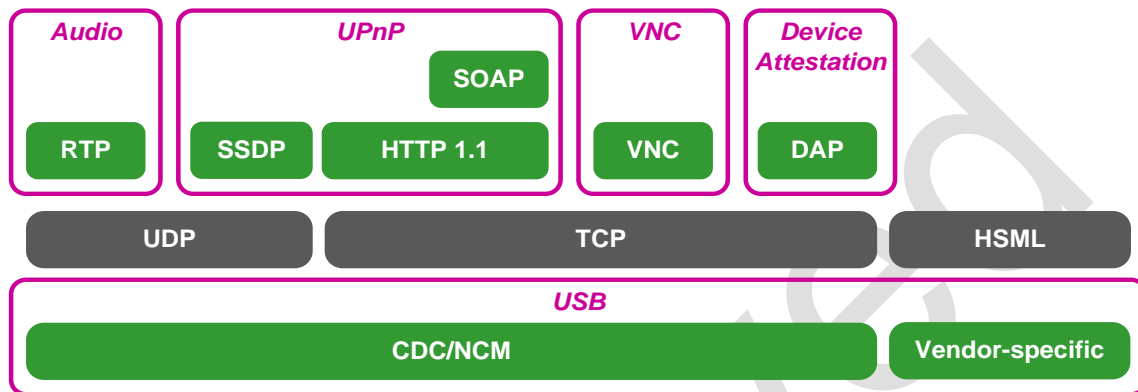 Audio
UPnP
VNC
Device
Attestation
SOAP
RTP
SSDP
HTTP 1.1
VNC
DAP
UDP
TCP
HSML
USB
CDC/NCM
Vendor-specific